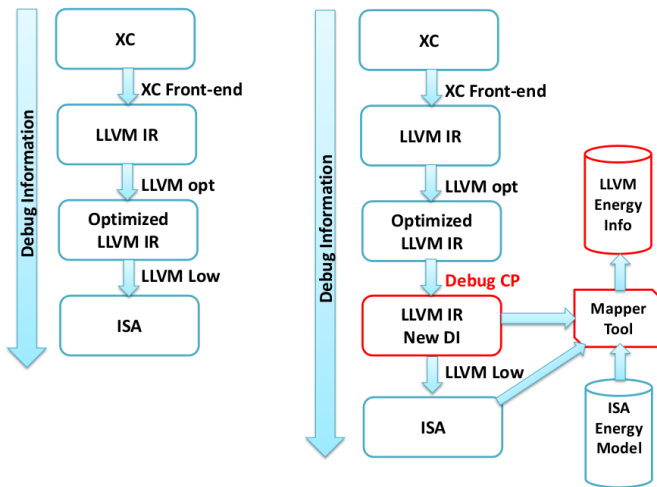 Debug Information
XC
XC Front-end
LLVM IR
LLVM opt
Optimized
LLVM IR
LLVM Low
ISA
Debug Information
XC
XC Front-end
LLVM IR
LLVM opt
Optimized
LLVM IR
Debug CP
LLVM IR
New DI
LLVM Low
ISA
LLVM
Energy
Info
Mapper
Tool
ISA
Energy
Model